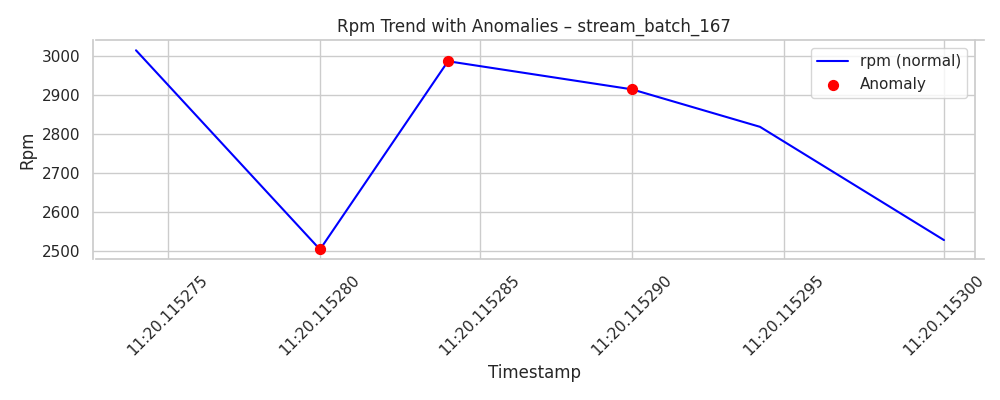 Rpm Trend with Anomalies – stream_batch_167
3000
2900
2800
2700
2600
2500
Rpm
rpm (normal)
Anomaly
11:20.115275
11:20.115280
11:20.115285
11:20.115290
11:20.115295
11:20.115300
Timestamp